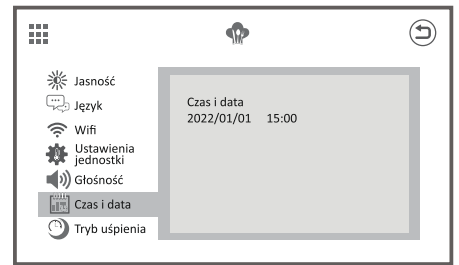 Jasność
Język
Wifi
Ustawienia
jednostki
Głośność
Czas i data
Tryb uśpienia
Czas i data
2022/01/01 15:00